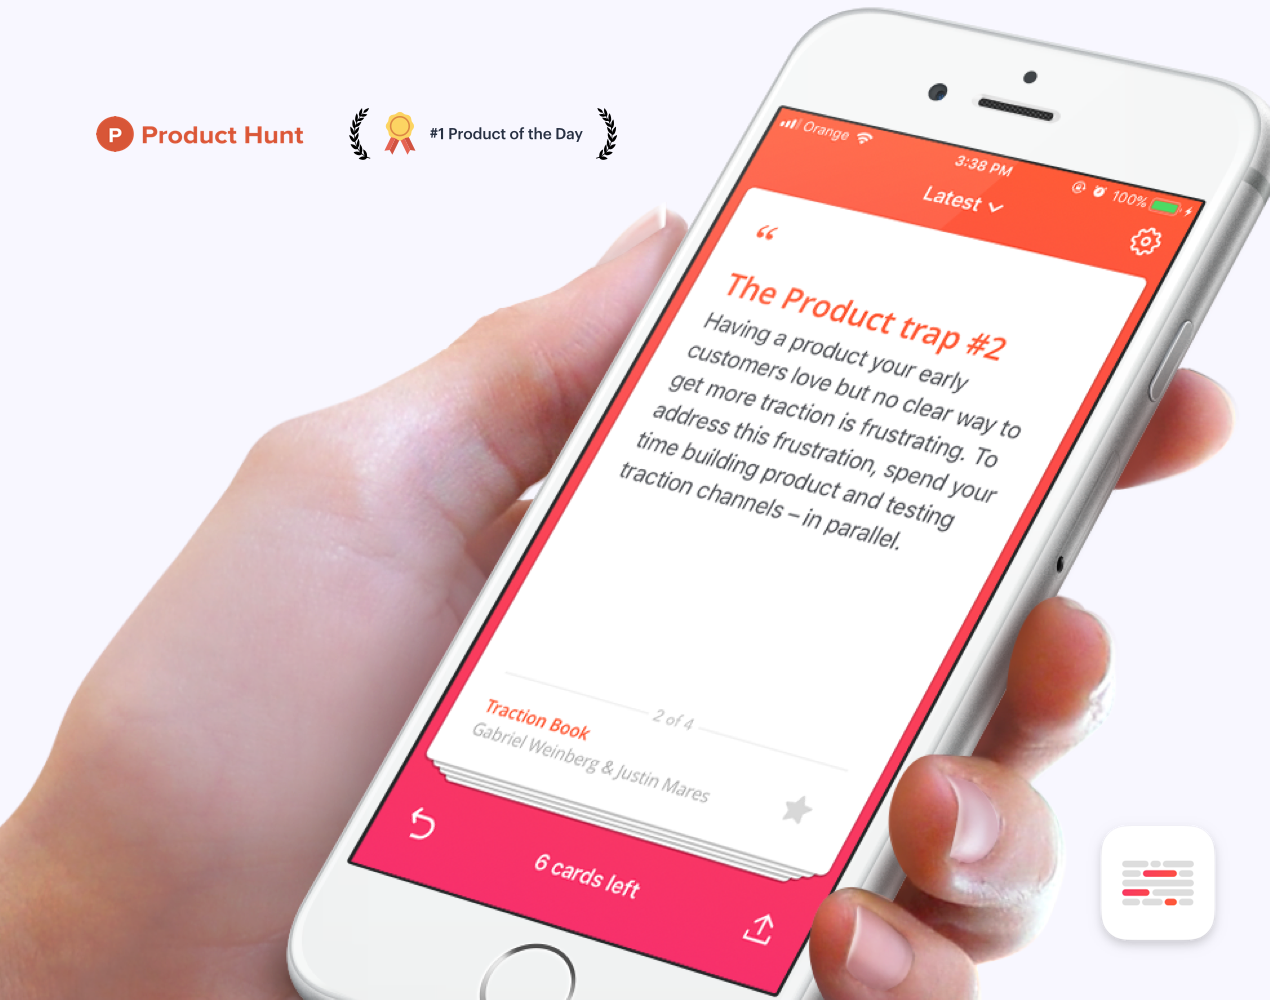 P Product Hunt
#1 Product of the Day
Orange
3:38 PM
100%
Latest
“
The Product trap #2
Having a product your early
customers love but no clear way to
get more traction is frustrating. To
address this frustration, spend your
time building product and testing
traction channels – in parallel.
2 of 4
Traction Book
Gabriel Weinberg & Justin Mares
6 cards left